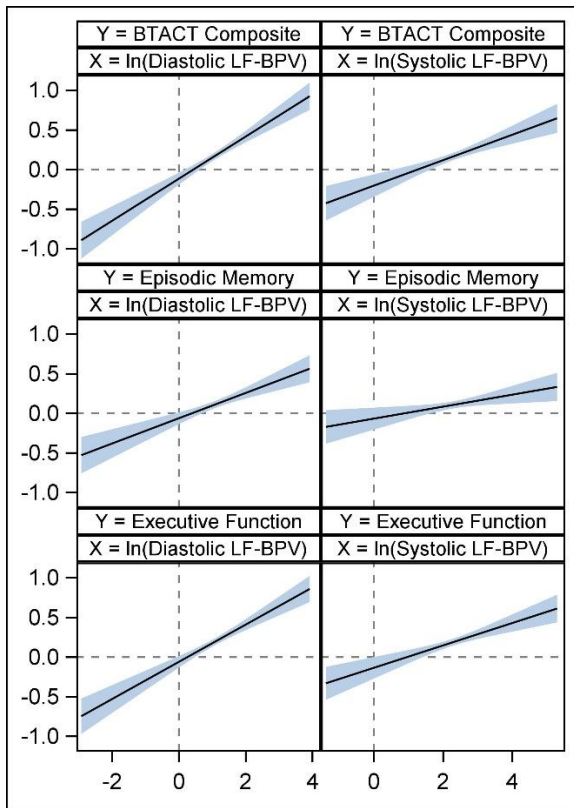 Y = BTACT Composite
Y = BTACT Composite
X = ln(Diastolic LF-BPV)
X = ln(Systolic LF-BPV)
1.0
0.5
0.0
-0.5
-1.0
Y = Episodic Memory
Y = Episodic Memory
X = ln(Diastolic LF-BPV)
X = ln(Systolic LF-BPV)
1.0
0.5
0.0
-0.5
-1.0
Y = Executive Function
Y = Executive Function
X = ln(Diastolic LF-BPV)
X = ln(Systolic LF-BPV)
1.0
0.5
0.0
-0.5
-1.0
-2 0 2 4
0 2 4